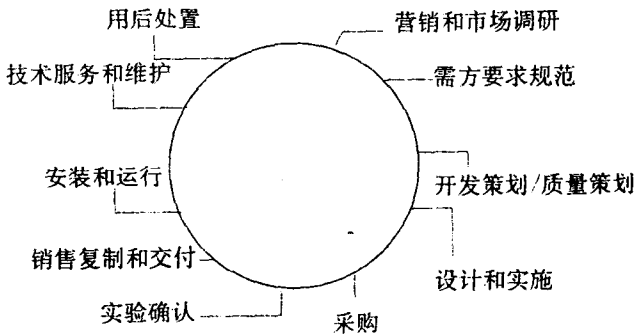 用后处置
营销和市场调研
技术服务和维护
需方要求规范
安装和运行
开发策划/质量策划
销售复制和交付
设计和实施
实验确认
采购